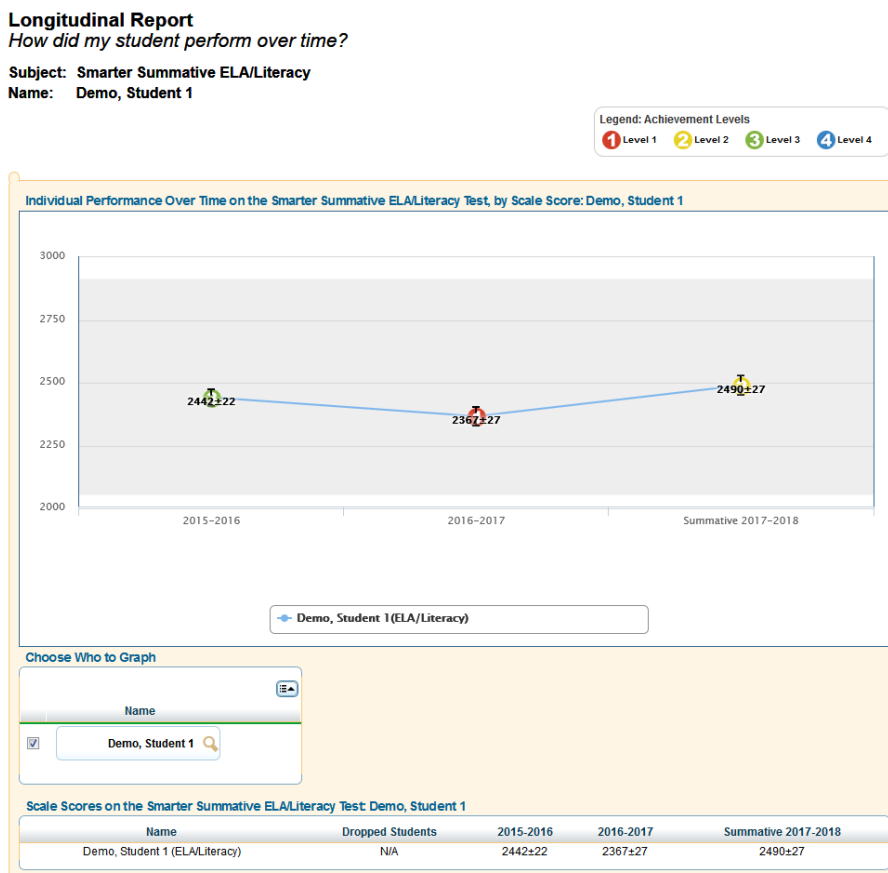 Longitudinal Report
How did my student perform over time?
Subject: Smarter Summative ELA/Literacy
Name: Demo, Student 1
Legend: Achievement Levels
1 Level 1 2 Level 2 3 Level 3 4 Level 4
Individual Performance Over Time on the Smarter Summative ELA/Literacy Test, by Scale Score: Demo, Student 1
3000
2750
2500
2490±27
2442±22
2367±27
2250
2000
2015-2016 2016-2017 Summative 2017-2018
Demo, Student 1(ELA/Literacy)
Choose Who to Graph
Name
Demo, Student 1
Scale Scores on the Smarter Summative ELA/Literacy Test: Demo, Student 1
Name Dropped Students 2015-2016 2016-2017 Summative 2017-2018
Demo, Student 1 (ELA/Literacy) N/A 2442±22 2367±27 2490±27